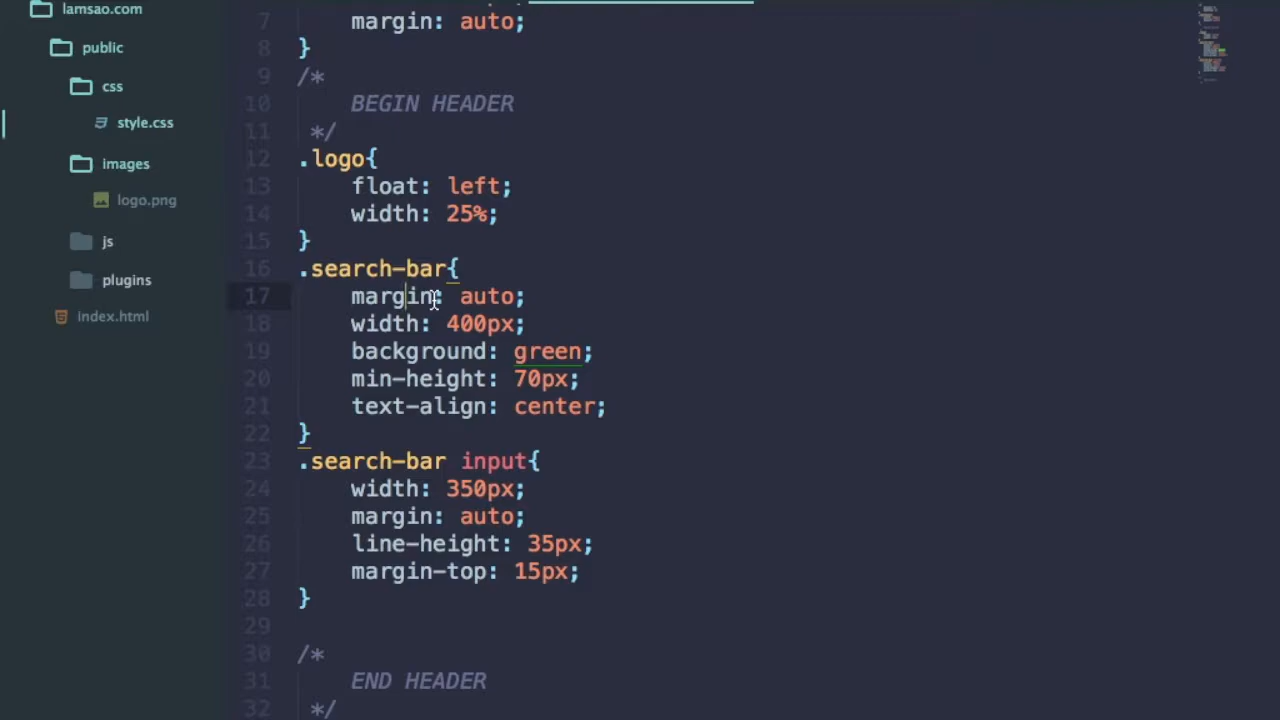 lamsao.com
public
css
style.css
images
logo.png
js
plugins
index.html
7 margin: auto;
8 }
9 /*
10 BEGIN HEADER
11 */
12 .logo{
13 float: left;
14 width: 25%;
15 }
16 .search-bar{
17 margin: auto;
18 width: 400px;
19 background: green;
20 min-height: 70px;
21 text-align: center;
22 }
23 .search-bar input{
24 width: 350px;
25 margin: auto;
26 line-height: 35px;
27 margin-top: 15px;
28 }
29
30 /*
31 END HEADER
32 */